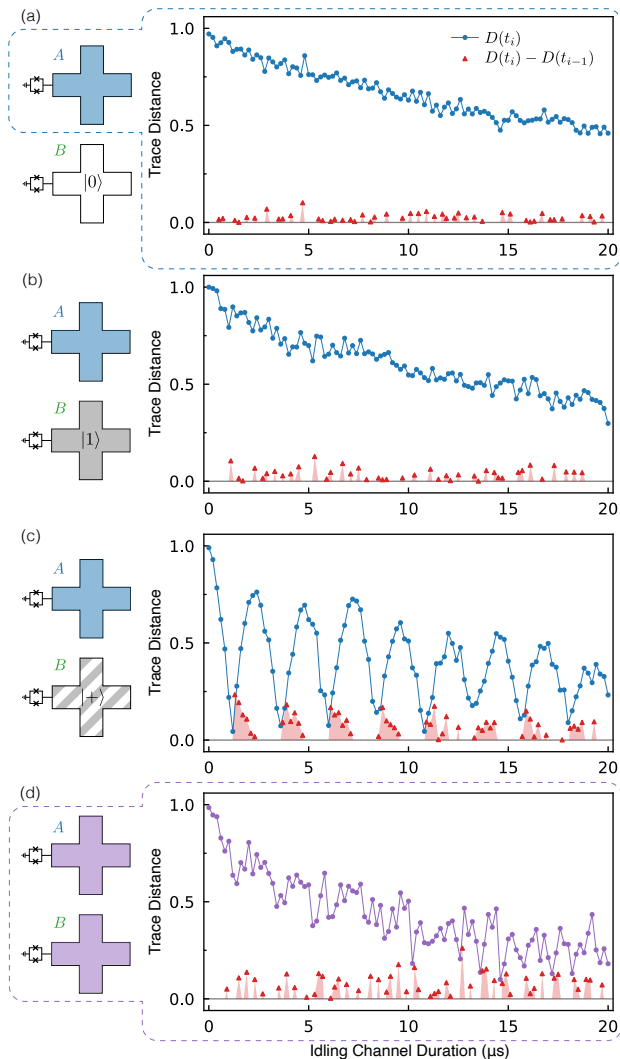 (a)
A
B
|0⟩
Trace Distance
1.0
0.5
0.0
D(t_i)
D(t_i) − D(t_{i−1})
0 5 10 15 20
(b)
A
B
|1⟩
Trace Distance
1.0
0.5
0.0
0 5 10 15 20
(c)
A
B
|+⟩
Trace Distance
1.0
0.5
0.0
0 5 10 15 20
(d)
A
B
Trace Distance
1.0
0.5
0.0
0 5 10 15 20
Idling Channel Duration (μs)